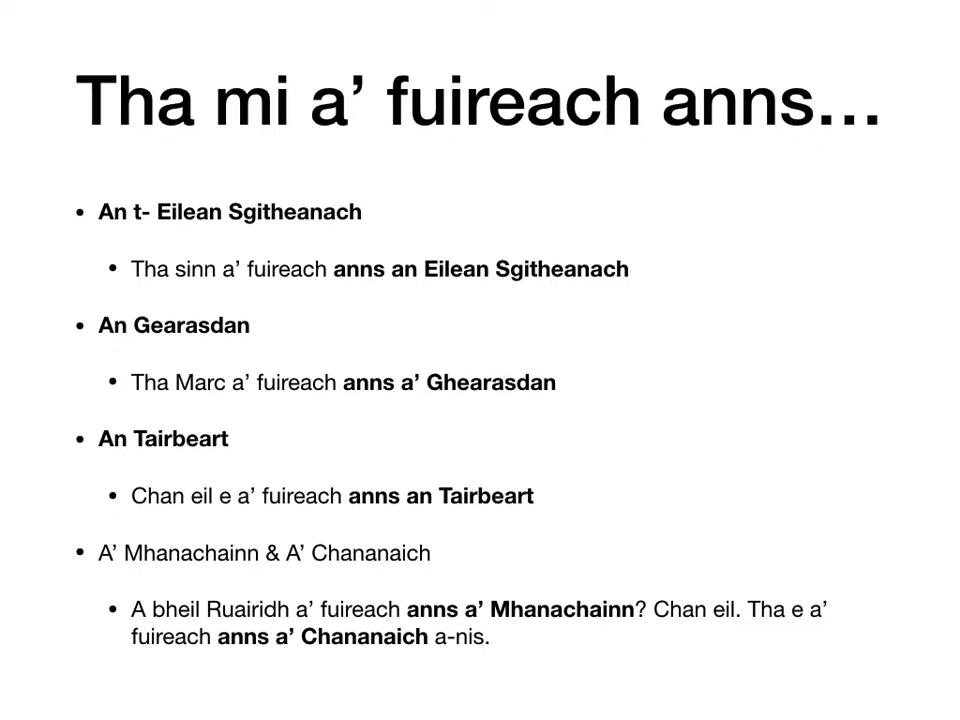 Tha mi a’ fuireach anns…
• An t- Eilean Sgitheanach
• Tha sinn a’ fuireach anns an Eilean Sgitheanach
• An Gearasdan
• Tha Marc a’ fuireach anns a’ Ghearasdan
• An Tairbeart
• Chan eil e a’ fuireach anns an Tairbeart
• A’ Mhanachainn & A’ Chananaich
• A bheil Ruairidh a’ fuireach anns a’ Mhanachainn? Chan eil. Tha e a’
fuireach anns a’ Chananaich a-nis.